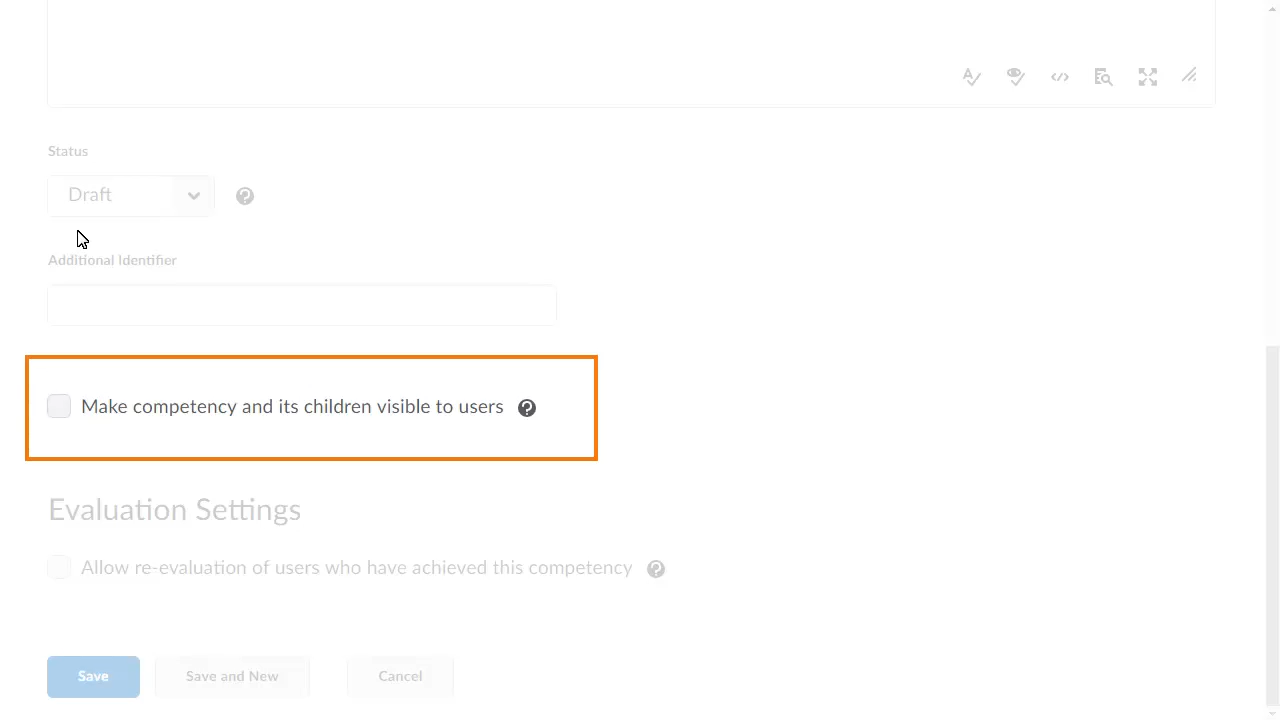 Status
Draft
Additional Identifier
Make competency and its children visible to users
Evaluation Settings
Allow re-evaluation of users who have achieved this competency
Save
Save and New
Cancel